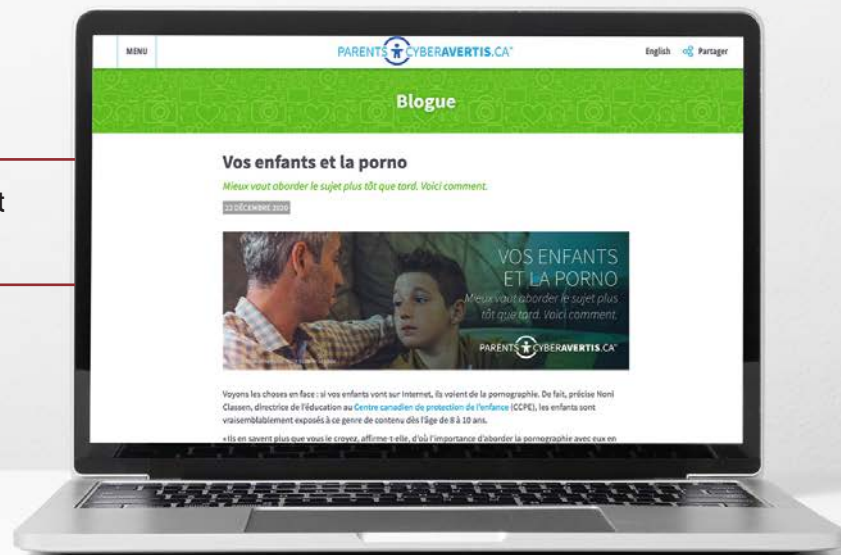 MENU
PARENTS CYBERAVERTIS.CA
English
Partager
Blogue
t
Vos enfants et la porno
Mieux vaut aborder le sujet plus tôt que tard. Voici comment.
22 DÉCEMBRE 2020
VOS ENFANTS
ET LA PORNO
Mieux vaut aborder le sujet plus
tôt que tard. Voici comment.
PARENTS CYBERAVERTIS.CA
Voyons les choses en face : si vos enfants vont sur Internet, ils voient de la pornographie. De fait, précise Noni
Classen, directrice de l'éducation au Centre canadien de protection de l'enfance (CCPE), les enfants sont
vraisemblablement exposés à ce genre de contenu dès l'âge de 8 à 10 ans.
« Ils en savent plus que vous le croyez, affirme-t-elle, d'où l'importance d'aborder la pornographie avec eux en